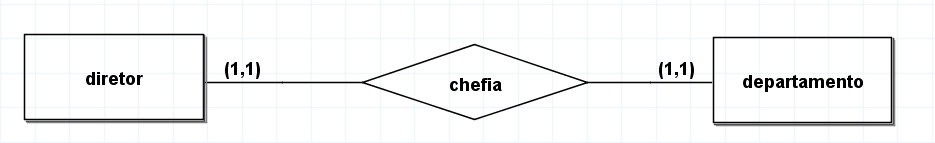 diretor
(1,1)
chefia
(1,1)
departamento